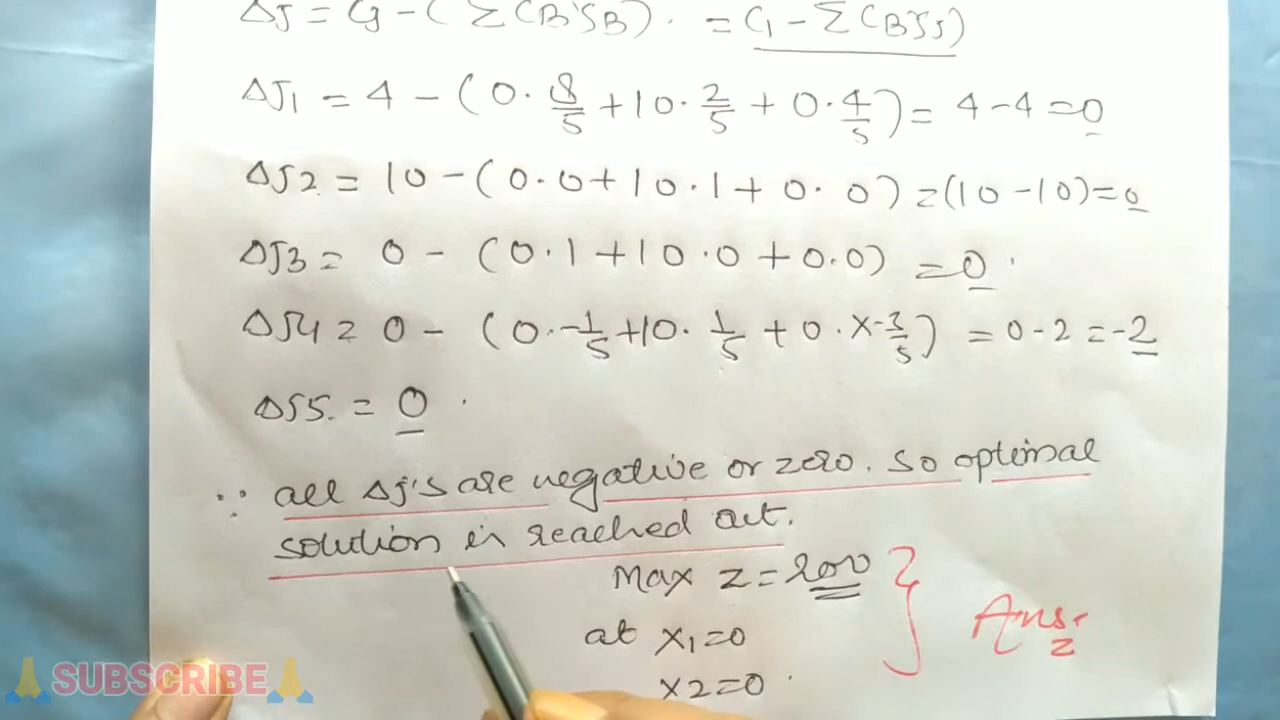 Δj = Cj - (ΣCB SB). = Cj - ΣCBSj)
ΔJ1 = 4 - (0. 8/5 + 10. 2/5 + 0. 4/5) = 4 - 4 = 0
ΔJ2 = 10 - (0.0 + 10.1 + 0. 0) = (10 - 10) = 0
ΔJ3 = 0 - (0.1 + 10.0 + 0.0) = 0
ΔJ4 = 0 - (0. -1/5 + 10. 1/5 + 0. x -3/5) = 0 - 2 = -2
ΔJ5. = 0.
∵ all Δj's are negative or zero. so optimal
solution is reached out.
Max Z = 200
at x1=0
x2=0
Ans.
SUBSCRIBE